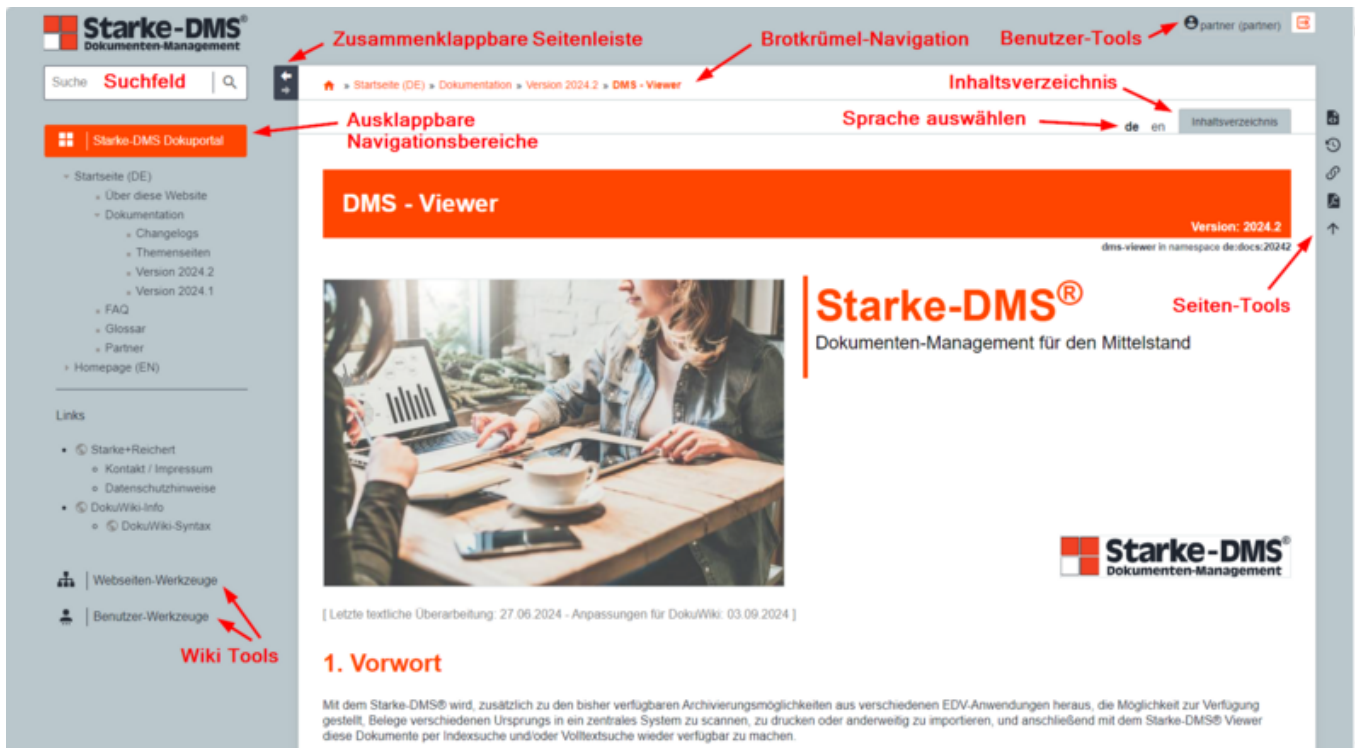 Starke-DMS®
Dokumenten-Management
Zusammenklappbare Seitenleiste
Brotkrümel-Navigation
Benutzer-Tools
partner (partner)
Suche
Suchfeld
» Startseite (DE) » Dokumentation » Version 2024.2 » DMS - Viewer
Inhaltsverzeichnis
Ausklappbare
Navigationsbereiche
Sprache auswählen
de en
Inhaltsverzeichnis
Starke-DMS Dokuportal
Startseite (DE)
Über diese Website
Dokumentation
Changelogs
Themenseiten
Version 2024.2
Version 2024.1
FAQ
Glossar
Partner
Homepage (EN)
Links
Starke+Reichert
Kontakt / Impressum
Datenschutzhinweise
DokuWiki-Info
DokuWiki-Syntax
Webseiten-Werkzeuge
Benutzer-Werkzeuge
Wiki Tools
DMS - Viewer
Version: 2024.2
dms-viewer in namespace de:docs:20242
Seiten-Tools
Starke-DMS®
Dokumenten-Management für den Mittelstand
Starke-DMS®
Dokumenten-Management
[ Letzte textliche Überarbeitung: 27.06.2024 - Anpassungen für DokuWiki: 03.09.2024 ]
1. Vorwort
Mit dem Starke-DMS® wird, zusätzlich zu den bisher verfügbaren Archivierungsmöglichkeiten aus verschiedenen EDV-Anwendungen heraus, die Möglichkeit zur Verfügung
gestellt, Belege verschiedenen Ursprungs in ein zentrales System zu scannen, zu drucken oder anderweitig zu importieren, und anschließend mit dem Starke-DMS® Viewer
diese Dokumente per Indexsuche und/oder Volltextsuche wieder verfügbar zu machen.